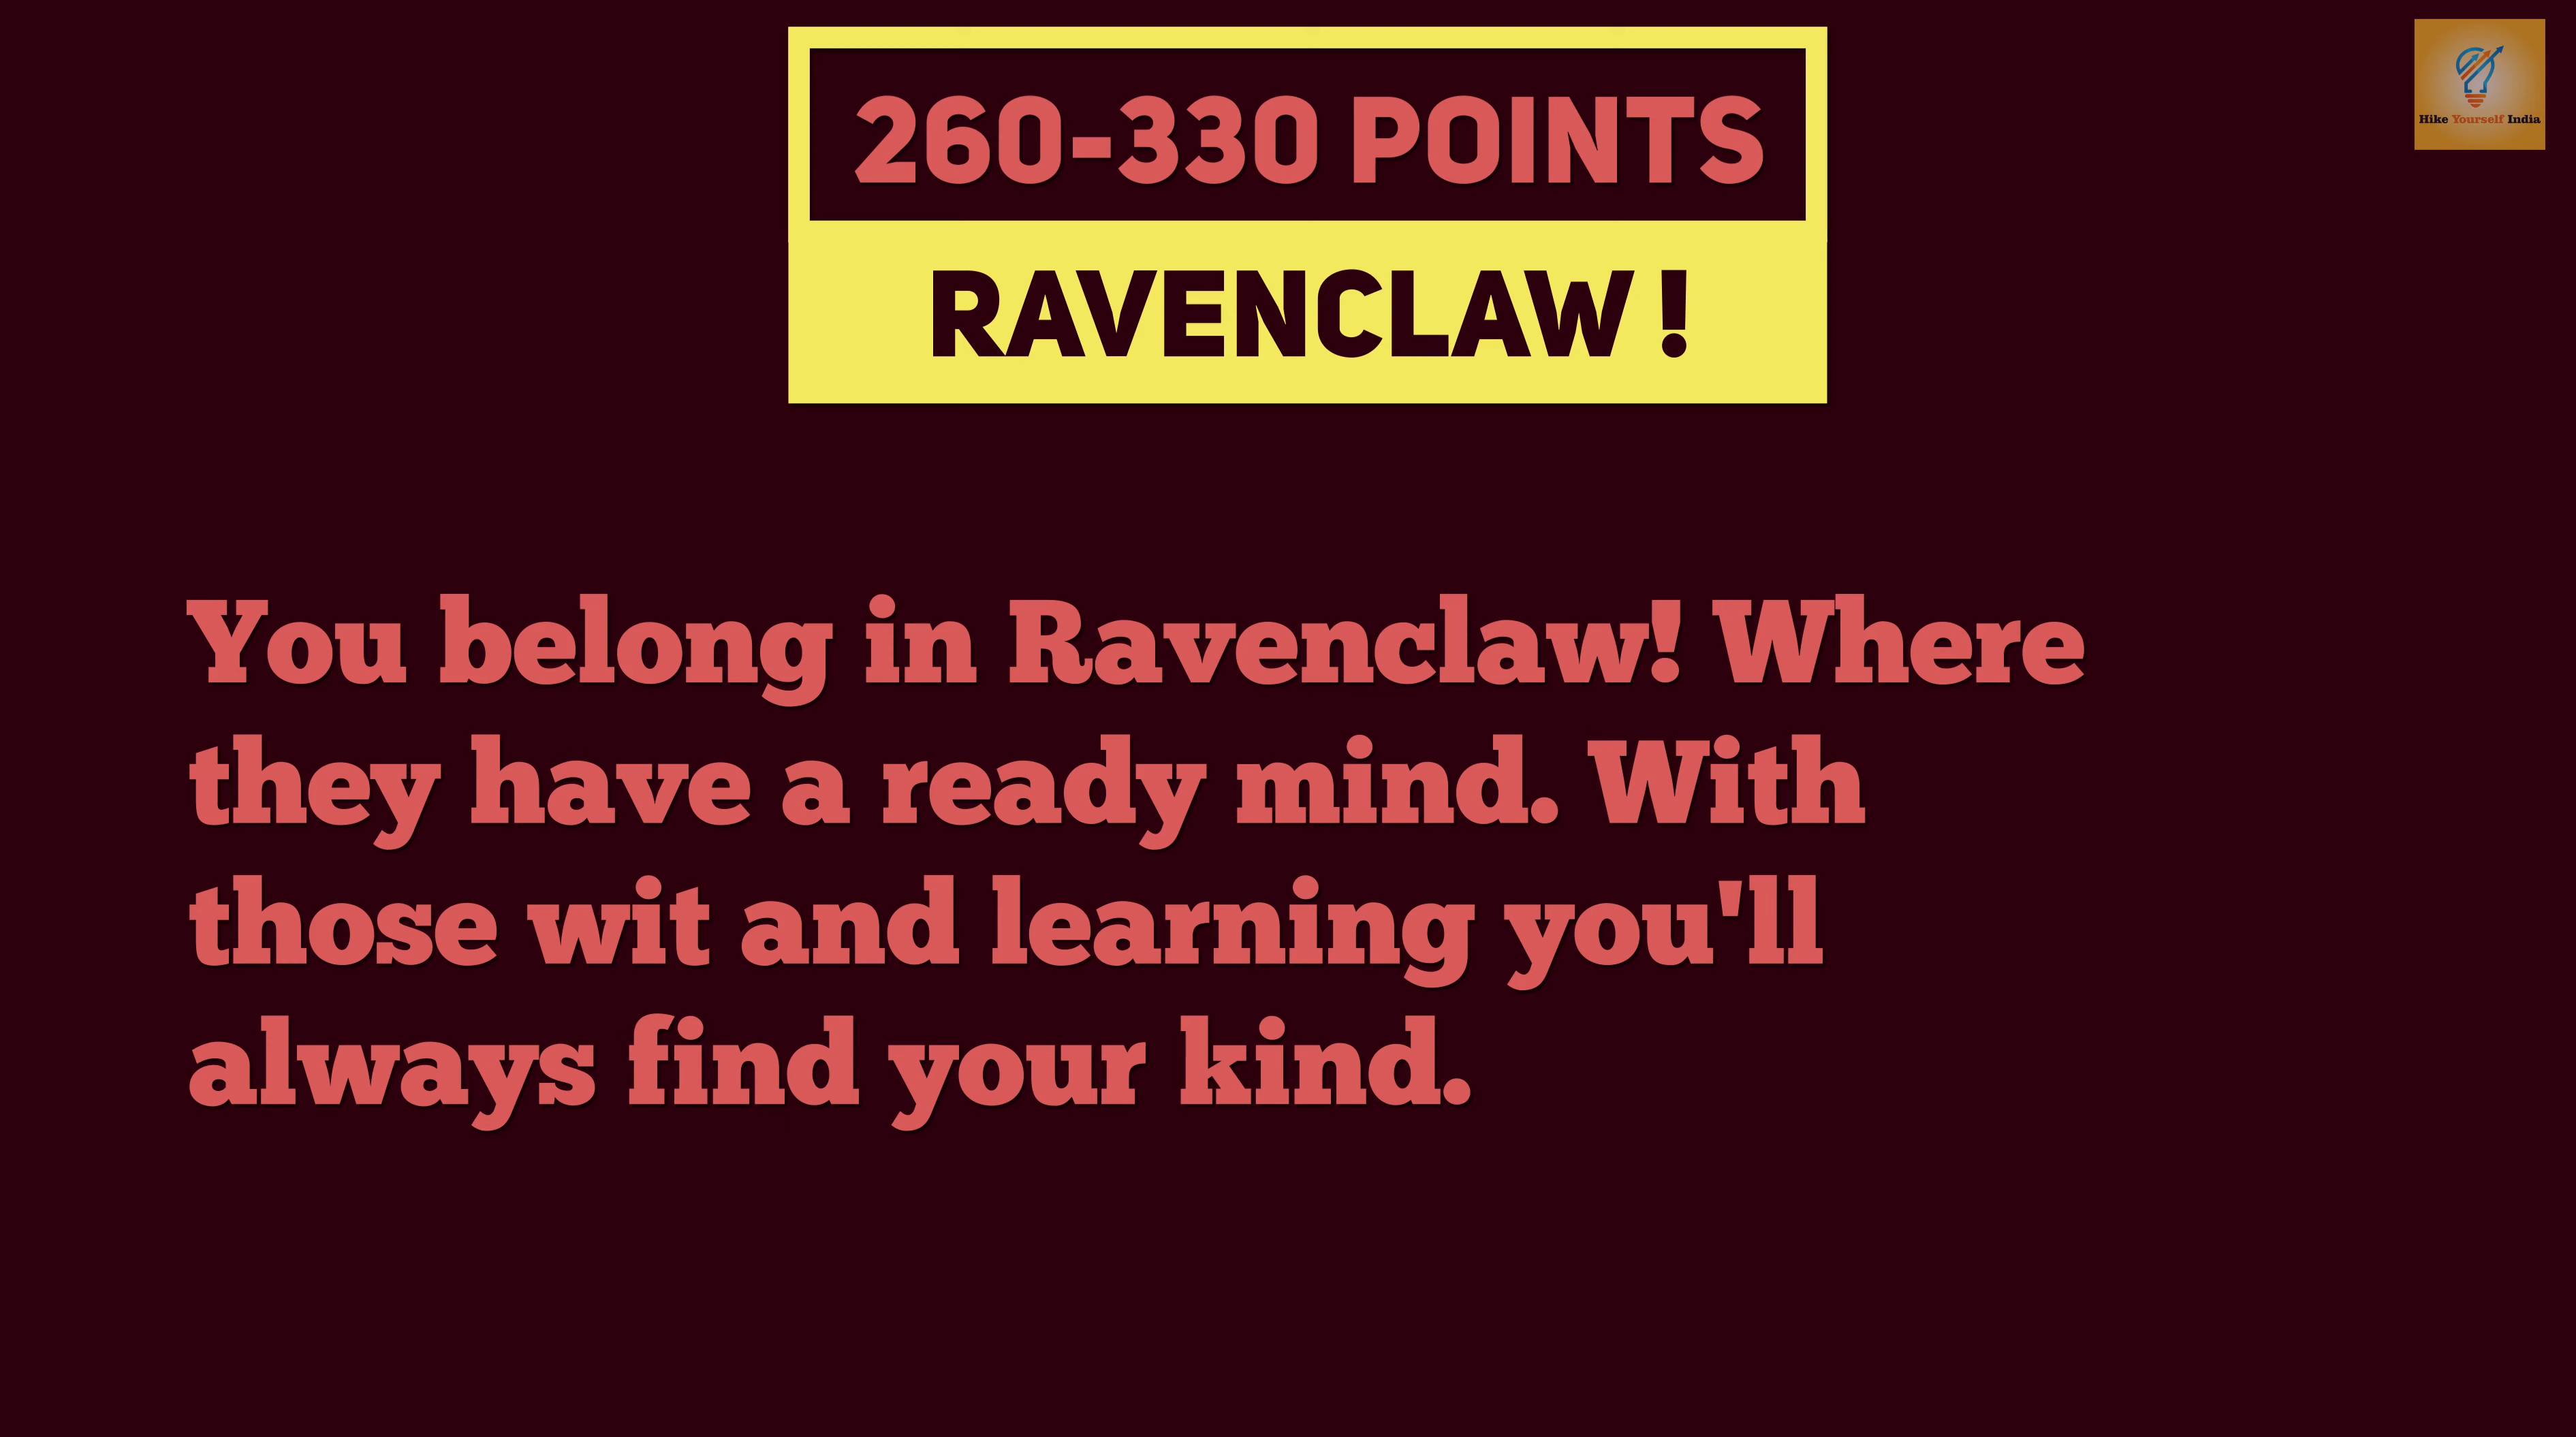 260-330 POINTS
Hike Yourself India
RAVENCLAW!
You belong in Ravenclaw! Where
they have a ready mind. With
those wit and learning you'll
always find your kind.